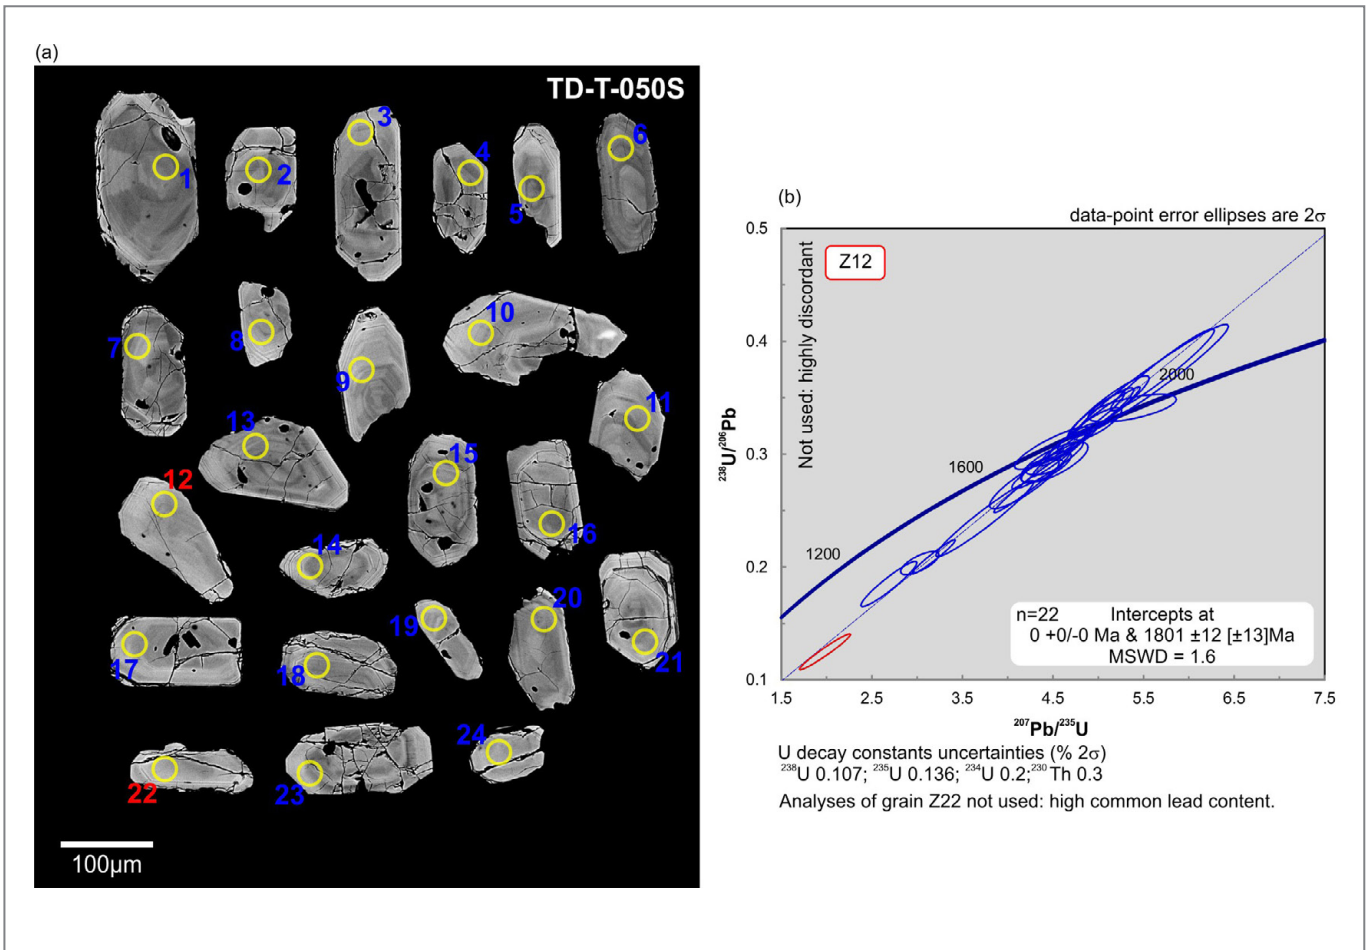 (a)
TD-T-050S
1
2
3
4
5
6
7
8
9
10
11
12
13
14
15
16
17
18
19
20
21
22
23
24
100µm
(b)
data-point error ellipses are 2σ
Not used: highly discordant
Z12
0.5
0.4
0.3
0.2
0.1
²³⁸U/²⁰⁶Pb
2000
1600
1200
n=22 Intercepts at
0 +0/-0 Ma & 1801 ±12 [±13]Ma
MSWD = 1.6
1.5 2.5 3.5 4.5 5.5 6.5 7.5
²⁰⁷Pb/²³⁵U
U decay constants uncertainties (% 2σ)
²³⁸U 0.107; ²³⁵U 0.136; ²³⁴U 0.2;²³⁰ Th 0.3
Analyses of grain Z22 not used: high common lead content.